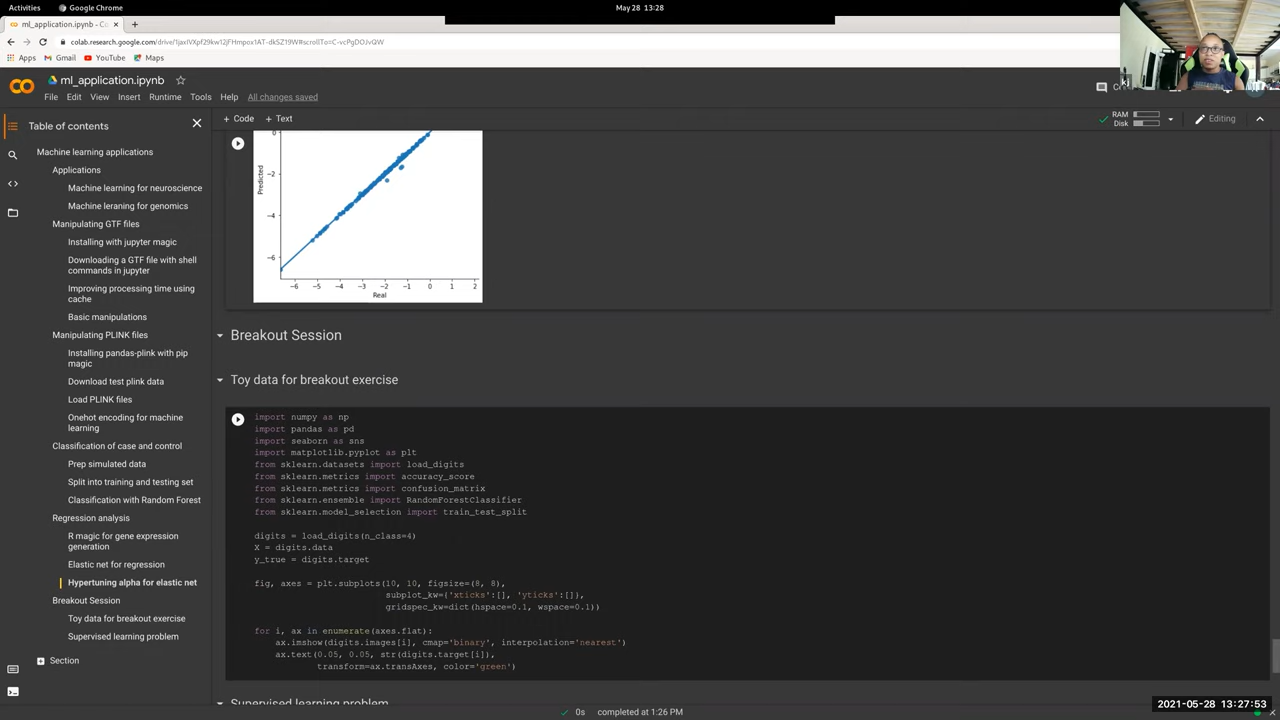 Activities
Google Chrome
May 28 13:28
ml_application.ipynb - Co
colab.research.google.com/drive/1jaxiVXpf29kw12jFHmpox1AT-dkSZ19W#scrollTo=C-vcPgDOJvQW
Apps
Gmail
YouTube
Maps
ml_application.ipynb
File Edit View Insert Runtime Tools Help All changes saved
Table of contents
+ Code + Text
RAM
Disk
Editing
Machine learning applications
Applications
Machine learning for neuroscience
Machine leraning for genomics
Manipulating GTF files
Installing with jupyter magic
Downloading a GTF file with shell
commands in jupyter
Improving processing time using
cache
Basic manipulations
Manipulating PLINK files
Installing pandas-plink with pip
magic
Download test plink data
Load PLINK files
Onehot encoding for machine
learning
Classification of case and control
Prep simulated data
Split into training and testing set
Classification with Random Forest
Regression analysis
R magic for gene expression
generation
Elastic net for regression
Hypertuning alpha for elastic net
Breakout Session
Toy data for breakout exercise
Supervised learning problem
Section
0
−2
−4
−6
Predicted
−6 −5 −4 −3 −2 −1 0 1 2
Real
Breakout Session
Toy data for breakout exercise
import numpy as np
import pandas as pd
import seaborn as sns
import matplotlib.pyplot as plt
from sklearn.datasets import load_digits
from sklearn.metrics import accuracy_score
from sklearn.metrics import confusion_matrix
from sklearn.ensemble import RandomForestClassifier
from sklearn.model_selection import train_test_split
digits = load_digits(n_class=4)
X = digits.data
y_true = digits.target
fig, axes = plt.subplots(10, 10, figsize=(8, 8),
subplot_kw={'xticks':[], 'yticks':[]},
gridspec_kw=dict(hspace=0.1, wspace=0.1))
for i, ax in enumerate(axes.flat):
ax.imshow(digits.images[i], cmap='binary', interpolation='nearest')
ax.text(0.05, 0.05, str(digits.target[i]),
transform=ax.transAxes, color='green')
Supervised learning problem
0s completed at 1:26 PM
2021-05-28 13:27:53